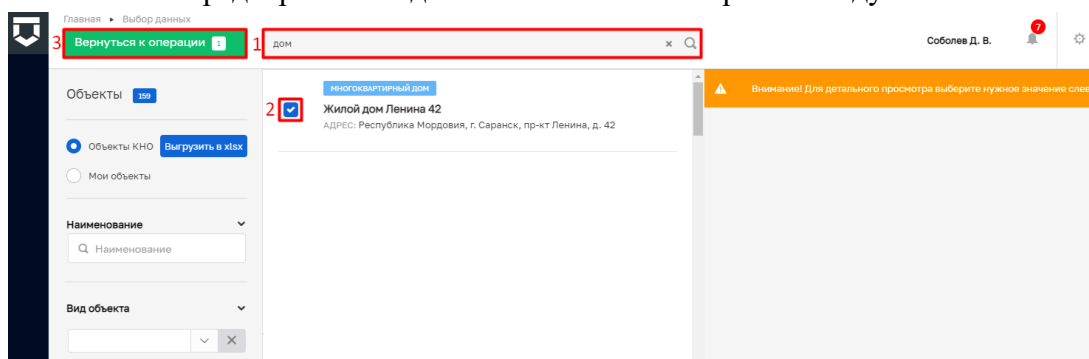 Главная ▸ Выбор данных
3 Вернуться к операции 1
1 дом × 
Соболев Д. В.
7
Объекты 159
Объекты КНО Выгрузить в xlsx
Мои объекты
Наименование
Наименование
Вид объекта
МНОГОКВАРТИРНЫЙ ДОМ
2 Жилой дом Ленина 42
АДРЕС: Республика Мордовия, г. Саранск, пр-кт Ленина, д. 42
Внимание! Для детального просмотра выберите нужное значение слев